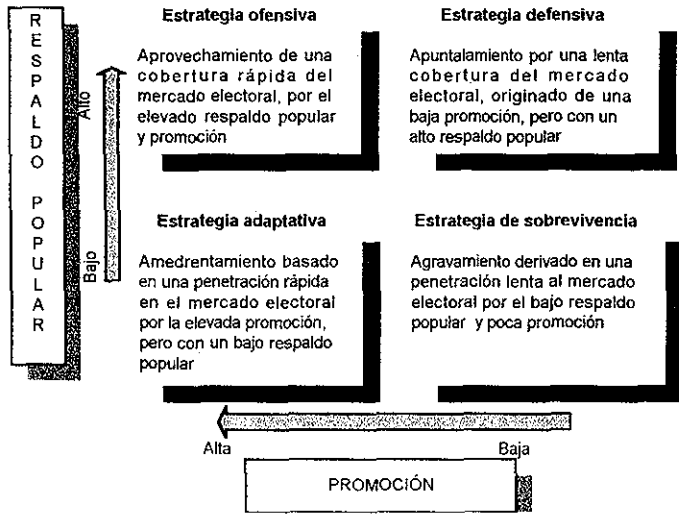 RESPALDO POPULAR
Alto
Bajo
Estrategia ofensiva
Aprovechamiento de una
cobertura rápida del
mercado electoral, por el
elevado respaldo popular
y promoción
Estrategia defensiva
Apuntalamiento por una lenta
cobertura del mercado
electoral, originado de una
baja promoción, pero con un
alto respaldo popular
Estrategia adaptativa
Amedrentamiento basado
en una penetración rápida
en el mercado electoral
por la elevada promoción,
pero con un bajo respaldo
popular
Estrategia de sobrevivencia
Agravamiento derivado en una
penetración lenta al mercado
electoral por el bajo respaldo
popular y poca promoción
Alta
Baja
PROMOCIÓN